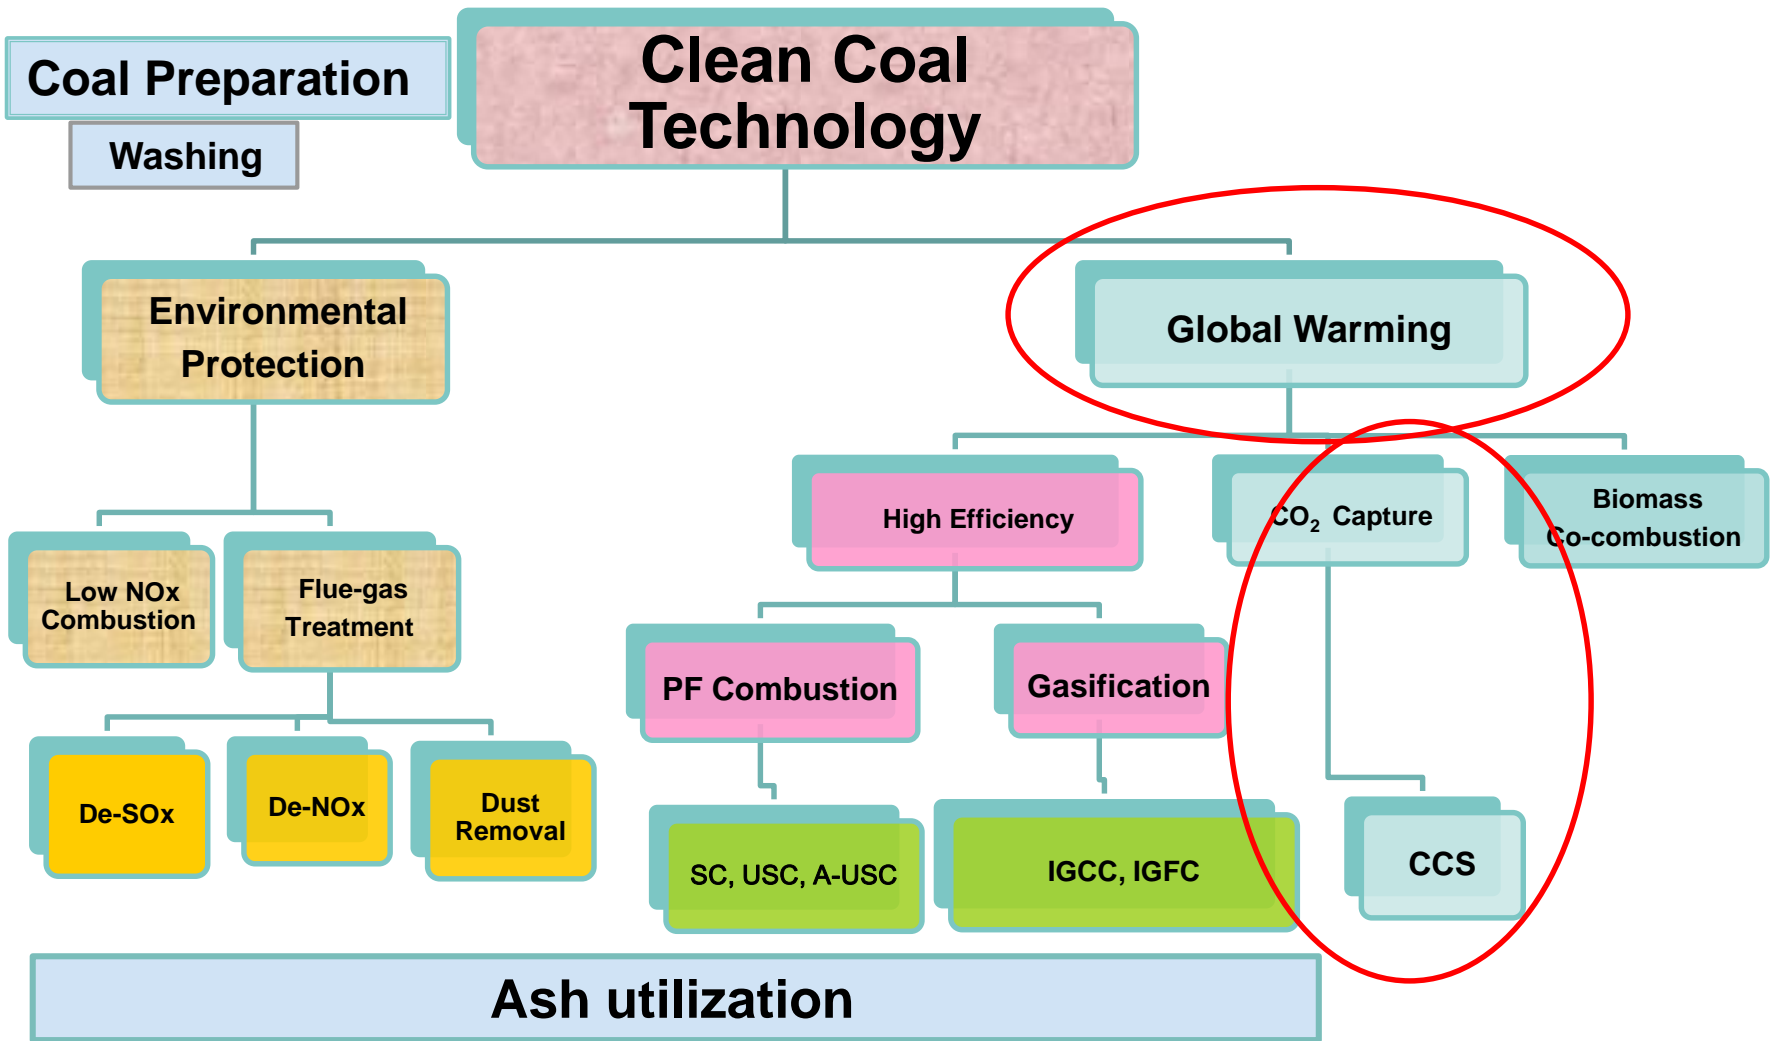 Coal Preparation
Washing
Clean Coal
Technology
Environmental
Protection
Global Warming
Low NOx
Combustion
Flue-gas
Treatment
High Efficiency
CO₂ Capture
Biomass
Co-combustion
PF Combustion
Gasification
De-SOx
De-NOx
Dust
Removal
SC, USC, A-USC
IGCC, IGFC
CCS
Ash utilization